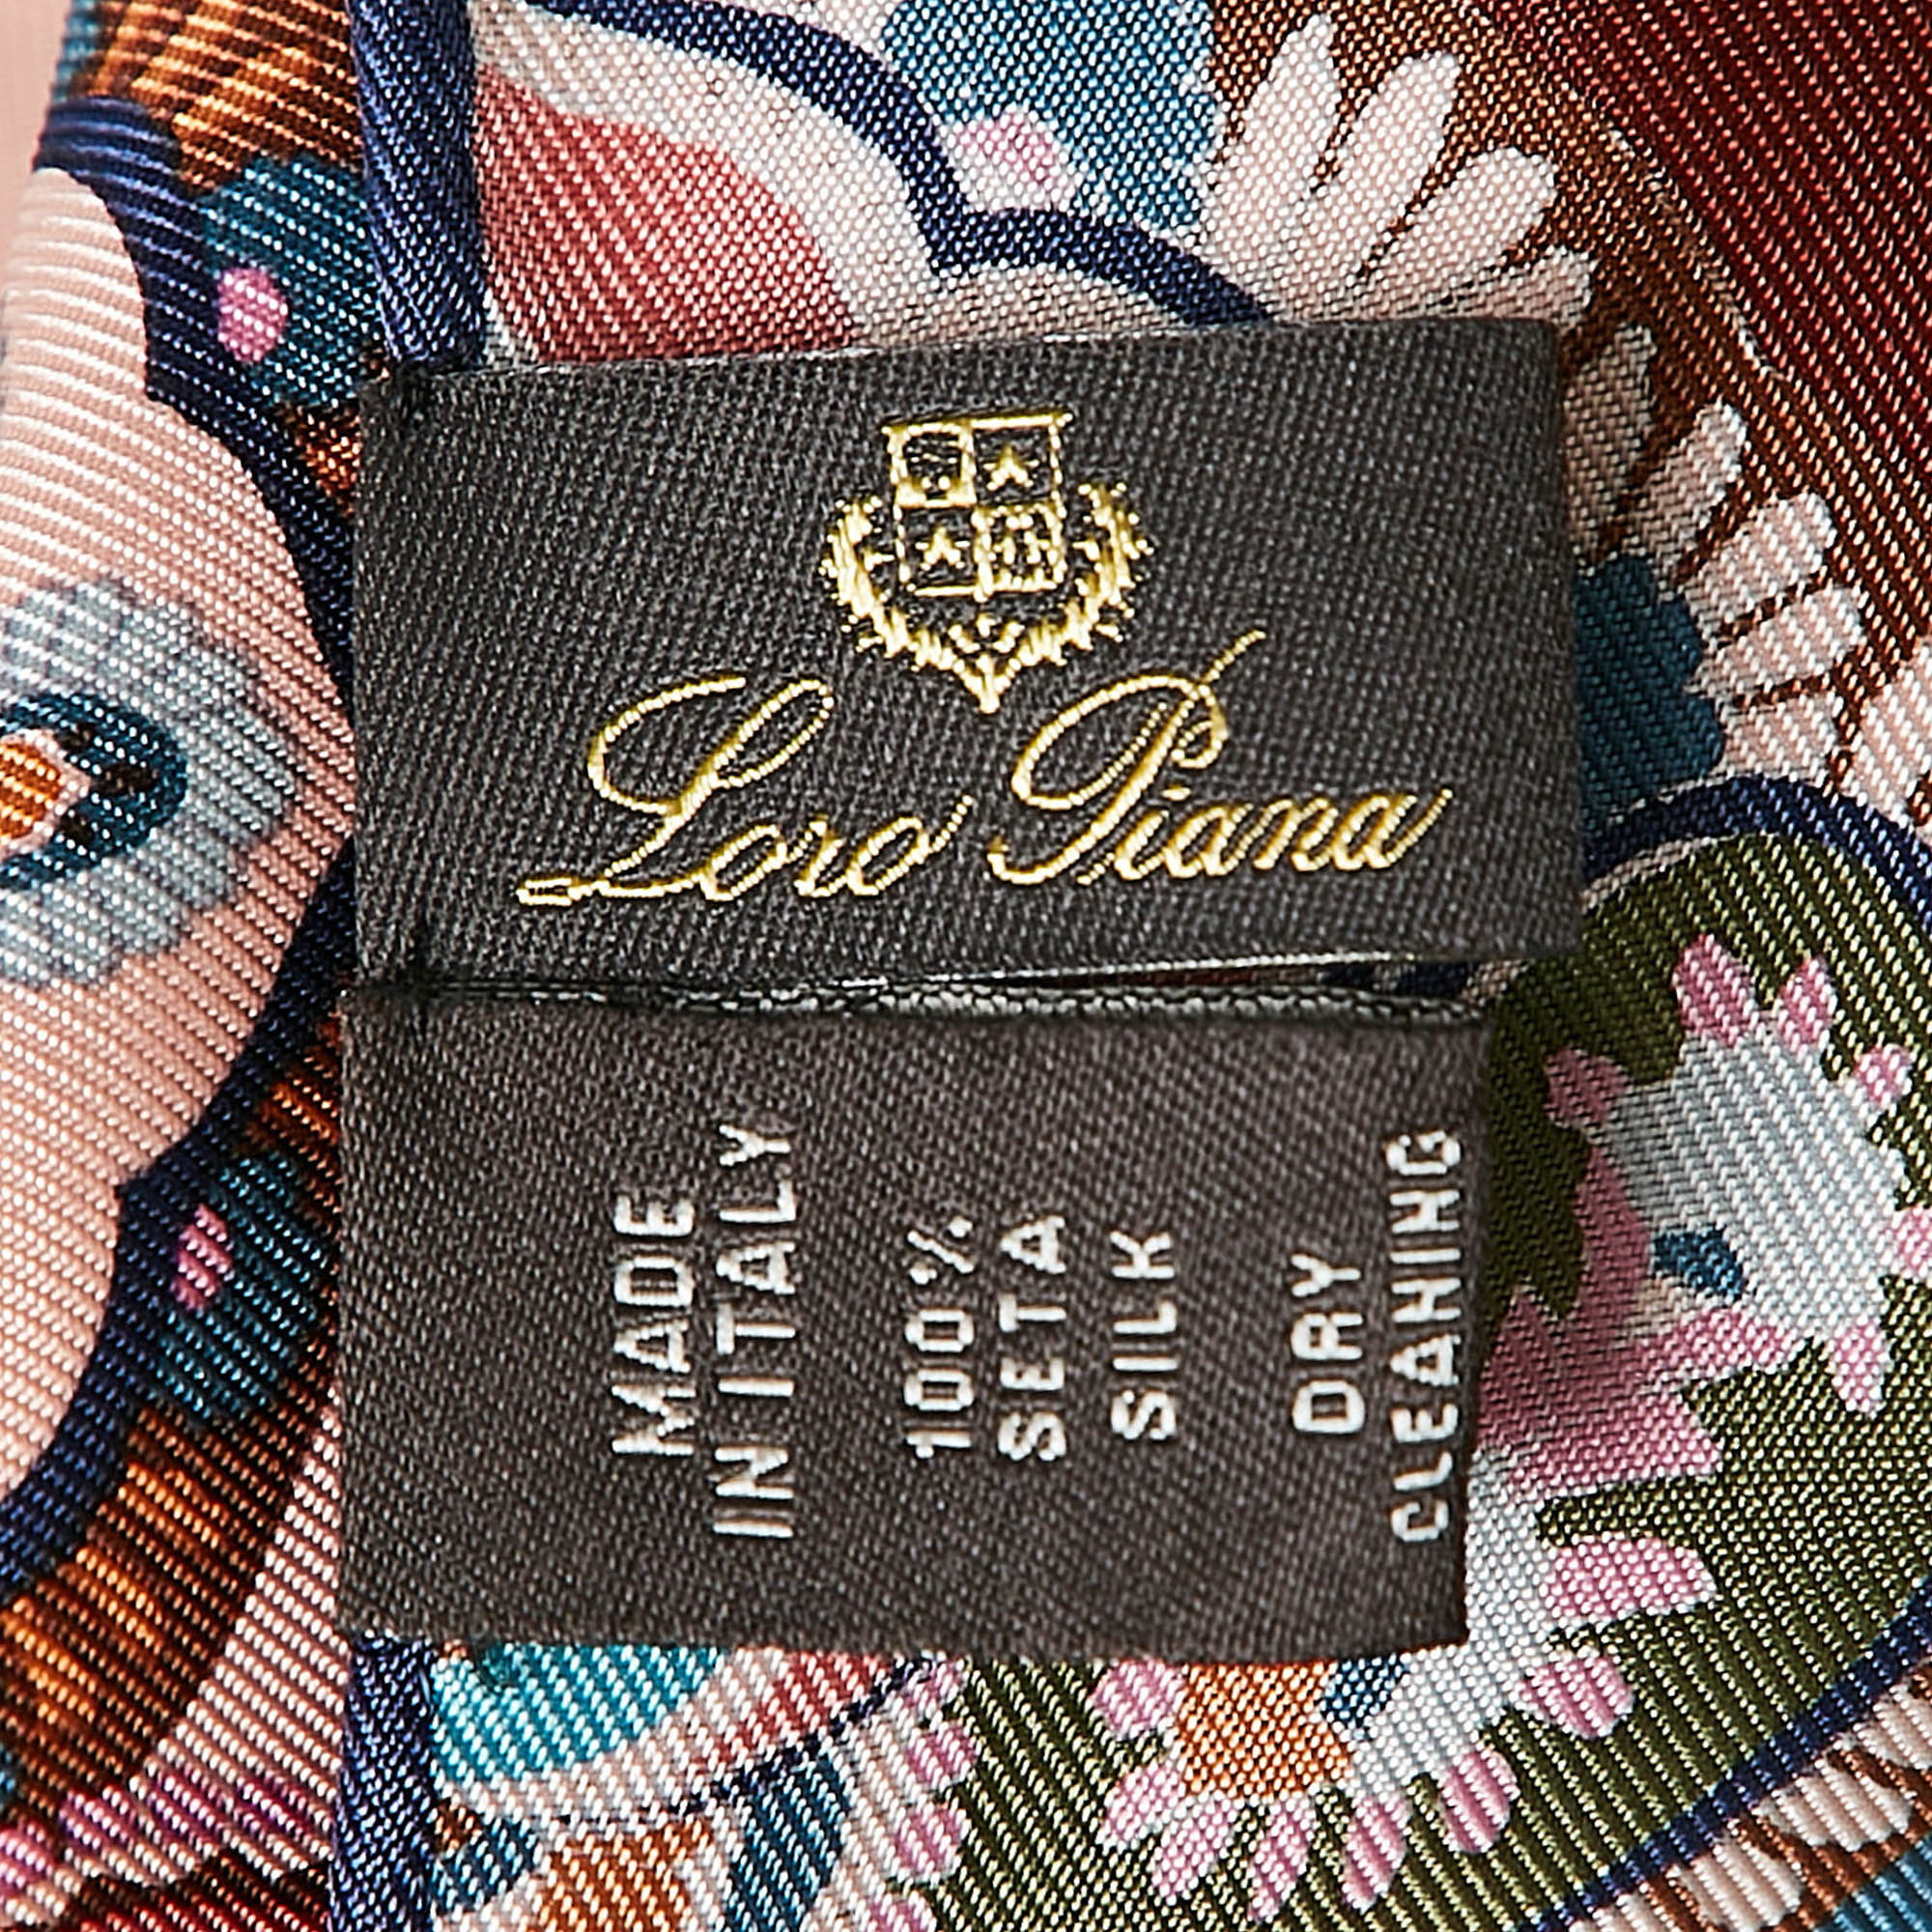 Loro Piana
MADE
IN ITALY
100%
SETA
SILK
DRY
CLEANING